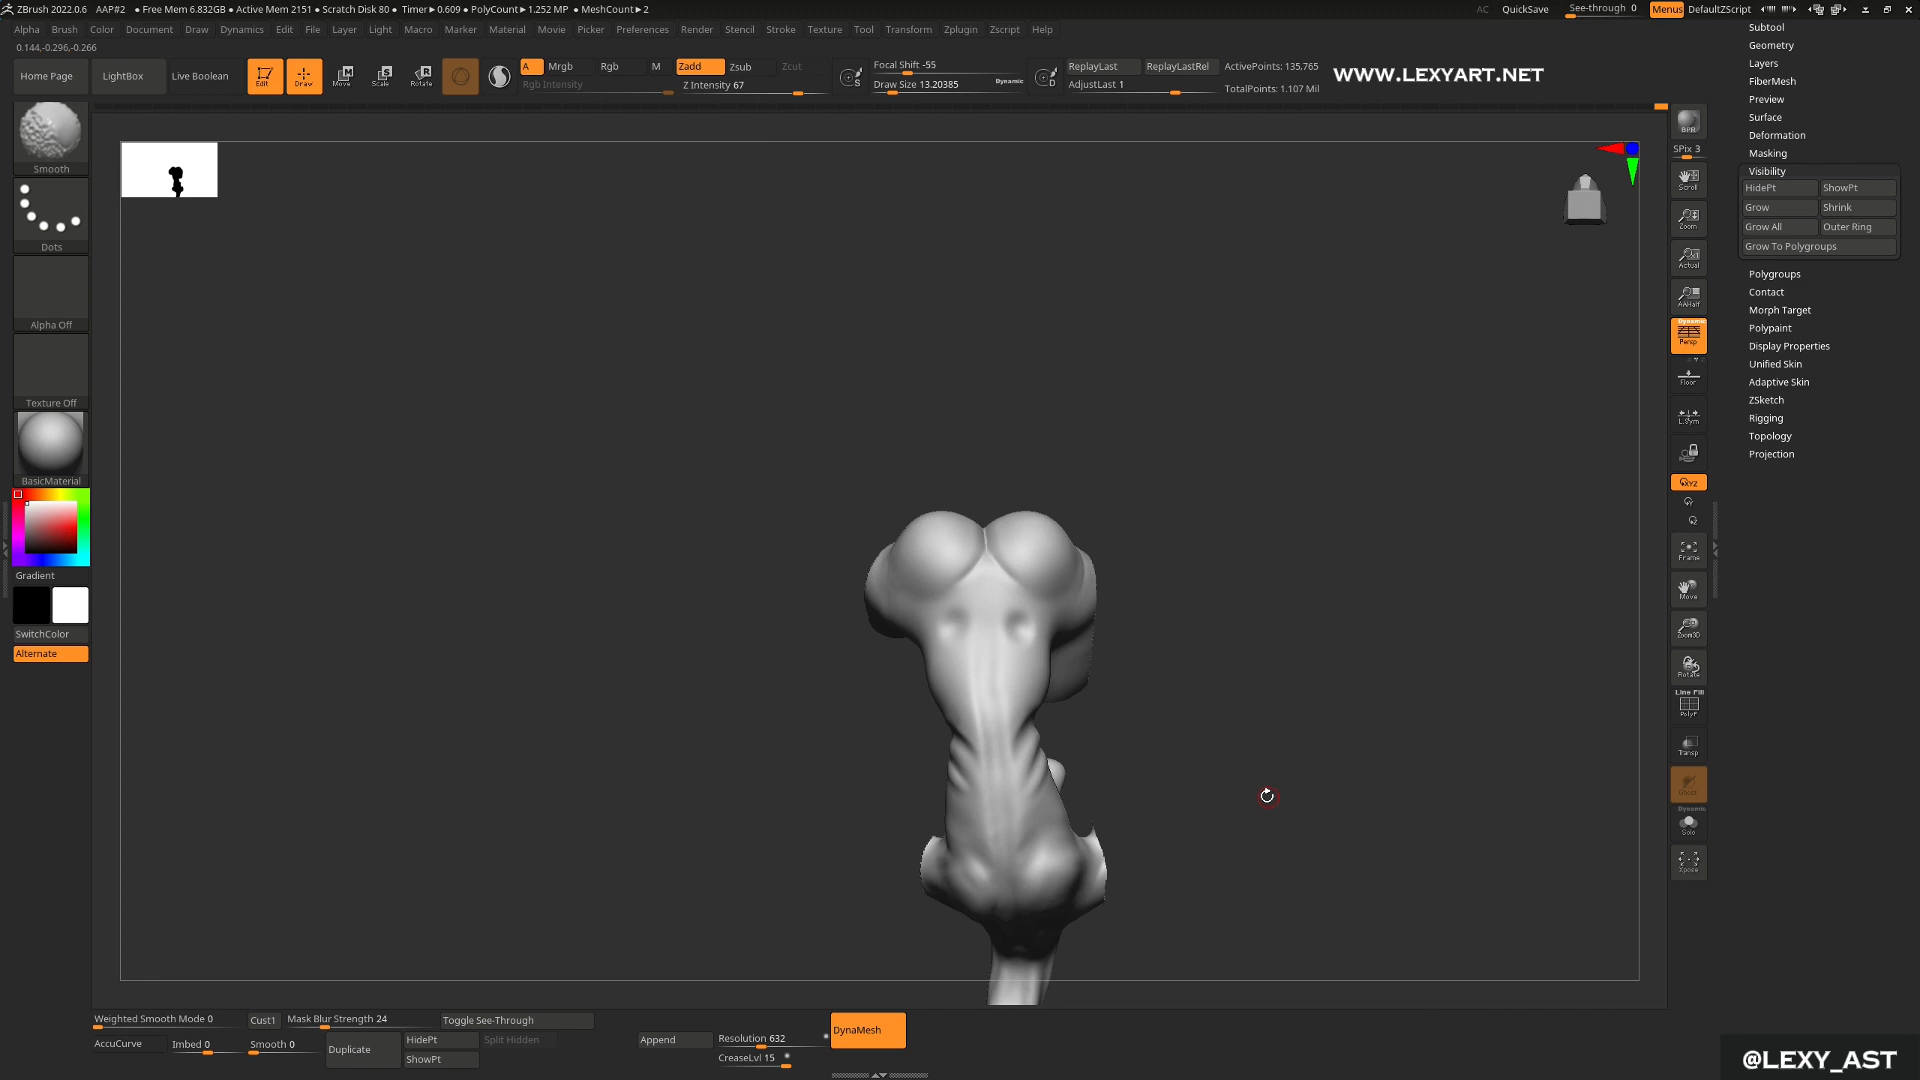 ZBrush 2022.0.6 AAP#2 ● Free Mem 6.832GB ● Active Mem 2151 ● Scratch Disk 80 ● Timer►0.609 ● PolyCount►1.252 MP ● MeshCount►2
AC QuickSave See-through 0 Menus DefaultZScript
Alpha Brush Color Document Draw Dynamics Edit File Layer Light Macro Marker Material Movie Picker Preferences Render Stencil Stroke Texture Tool Transform Zplugin Zscript Help
0.144,-0.296,-0.266
Home Page LightBox Live Boolean Edit Draw Move Scale Rotate
A Mrgb Rgb M Zadd Zsub Zcut
Rgb Intensity Z Intensity 67
Focal Shift -55
Draw Size 13.20385 Dynamic
ReplayLast ReplayLastRel
AdjustLast 1
ActivePoints: 135,765
TotalPoints: 1.107 Mil
WWW.LEXYART.NET
Smooth
Dots
Alpha Off
Texture Off
BasicMaterial
Gradient
SwitchColor
Alternate
BPR
SPix 3
Scroll
Zoom
Actual
AAHalf
Dynamic
Persp
Floor
L.Sym
XYZ
Frame
Move
Zoom3D
Rotate
Line Fill
PolyF
Transp
Ghost
Dynamic
Solo
Xpose
Subtool
Geometry
Layers
FiberMesh
Preview
Surface
Deformation
Masking
Visibility
HidePt ShowPt
Grow Shrink
Grow All Outer Ring
Grow To Polygroups
Polygroups
Contact
Morph Target
Polypaint
Display Properties
Unified Skin
Adaptive Skin
ZSketch
Rigging
Topology
Projection
Weighted Smooth Mode 0 Cust1 Mask Blur Strength 24 Toggle See-Through
AccuCurve Imbed 0 Smooth 0 Duplicate HidePt Split Hidden
ShowPt
Append Resolution 632 DynaMesh
CreaseLvl 15
@LEXY_AST